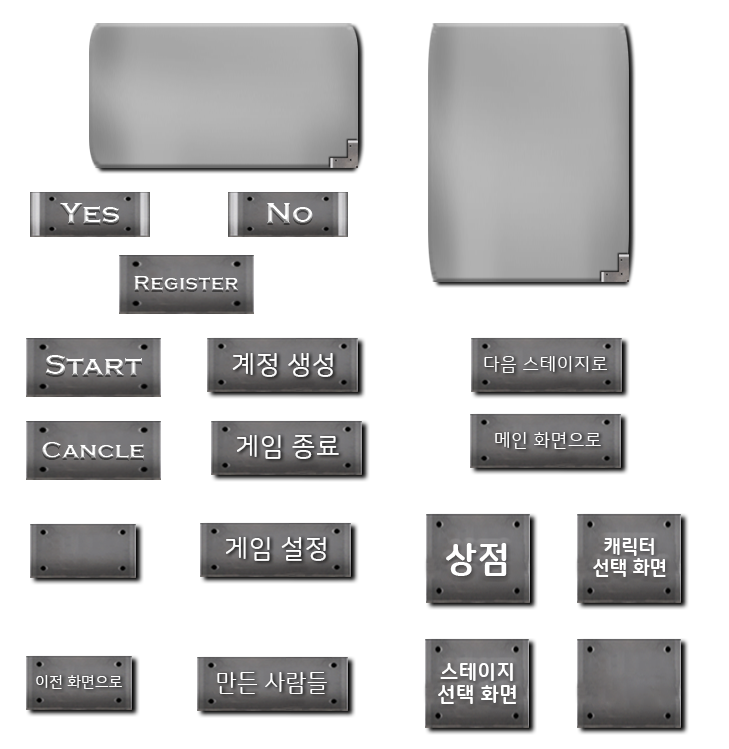 Yes
No
Register
Start
계정 생성
다음 스테이지로
Cancle
게임 종료
메인 화면으로
게임 설정
상점
캐릭터
선택 화면
이전 화면으로
만든 사람들
스테이지
선택 화면